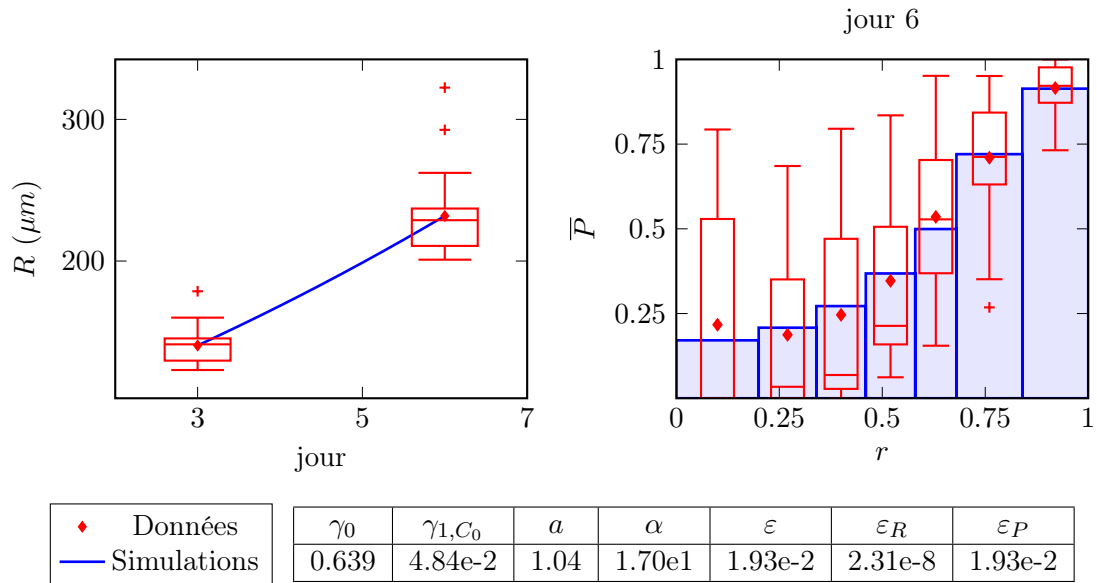 jour 6
300
200
R (μm)
3
5
7
jour
1
0.75
0.5
0.25
P̅
0
0.25
0.5
0.75
1
r
Données
Simulations
γ₀ γ₁,C₀ a α ε ε_R ε_P
0.639 4.84e-2 1.04 1.70e1 1.93e-2 2.31e-8 1.93e-2